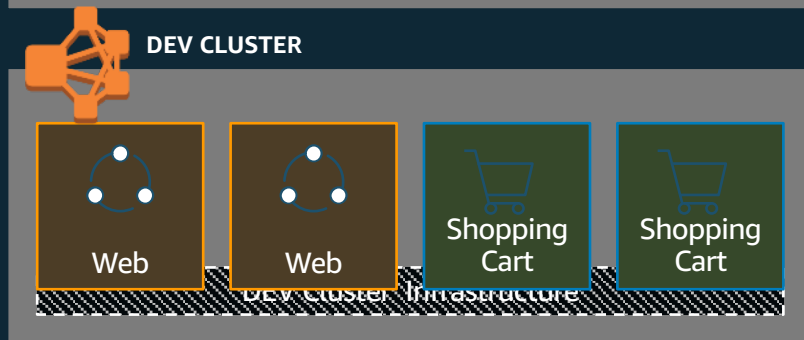 DEV CLUSTER
Web
Web
Shopping
Cart
Shopping
Cart
DEV Cluster Infrastructure